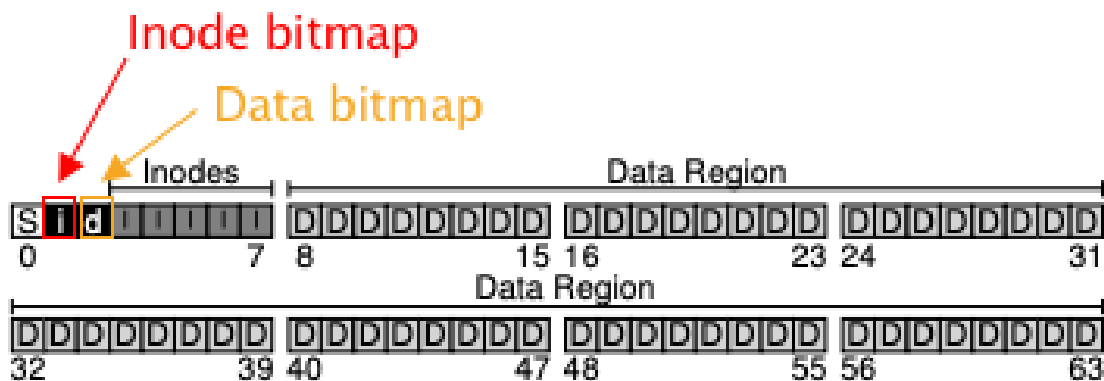 Inode bitmap
Data bitmap
Inodes Data Region
S i d I I I I I D D D D D D D D D D D D D D D D D D D D D D D D
0 7 8 15 16 23 24 31
Data Region
D D D D D D D D D D D D D D D D D D D D D D D D D D D D D D D D
32 39 40 47 48 55 56 63